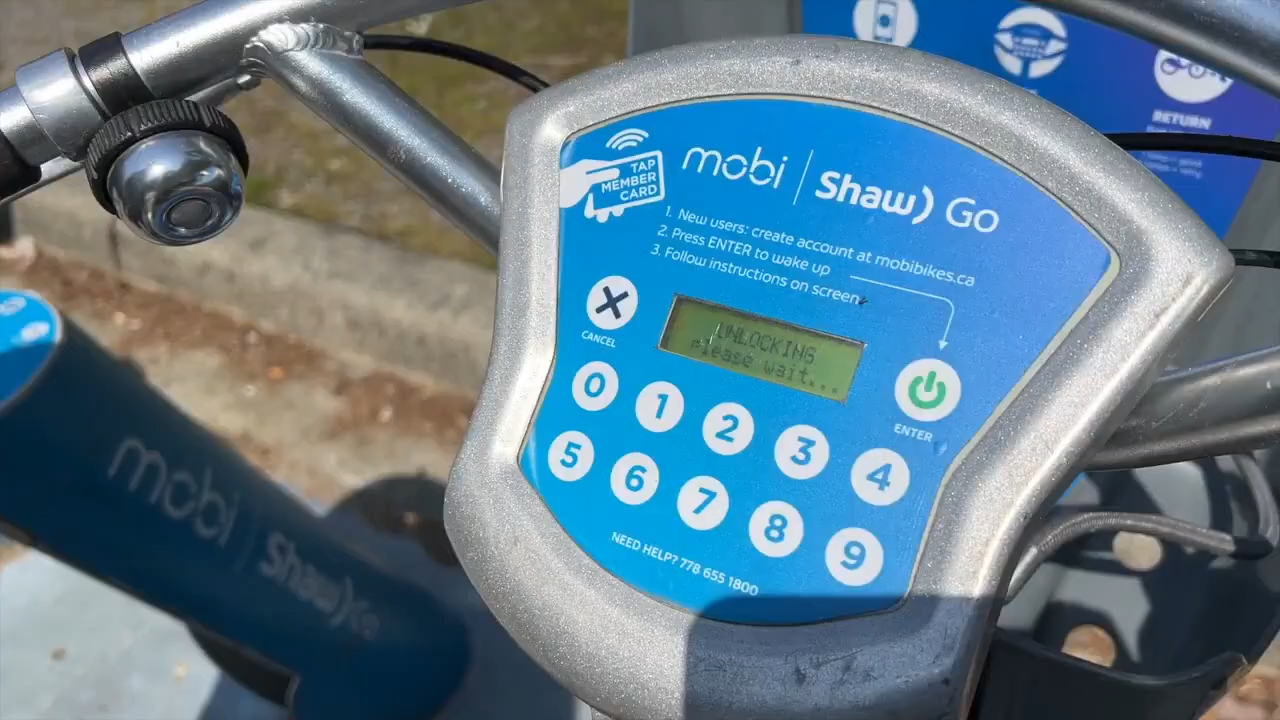 RETURN
TAP
MEMBER
CARD
mobi | Shaw) Go
1. New users: create account at mobibikes.ca
2. Press ENTER to wake up
3. Follow instructions on screen
CANCEL
UNLOCKING
Please wait...
ENTER
0 1 2 3 4
5 6 7 8 9
NEED HELP? 778 655 1800
mobi | Shaw) Go